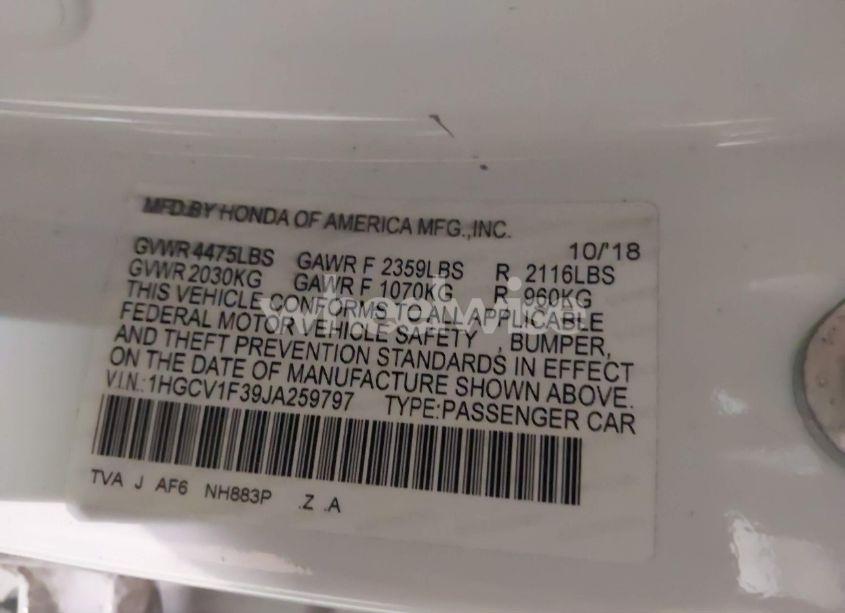 MFD.BY HONDA OF AMERICA MFG.,INC.
10/'18
GVWR 4475LBS GAWR F 2359LBS R 2116LBS
GVWR 2030KG GAWR F 1070KG R 960KG
THIS VEHICLE CONFORMS TO ALL APPLICABLE
FEDERAL MOTOR VEHICLE SAFETY , BUMPER,
AND THEFT PREVENTION STANDARDS IN EFFECT
ON THE DATE OF MANUFACTURE SHOWN ABOVE.
V.I.N.:1HGCV1F39JA259797 TYPE:PASSENGER CAR
TVA J AF6 NH883P .Z .A